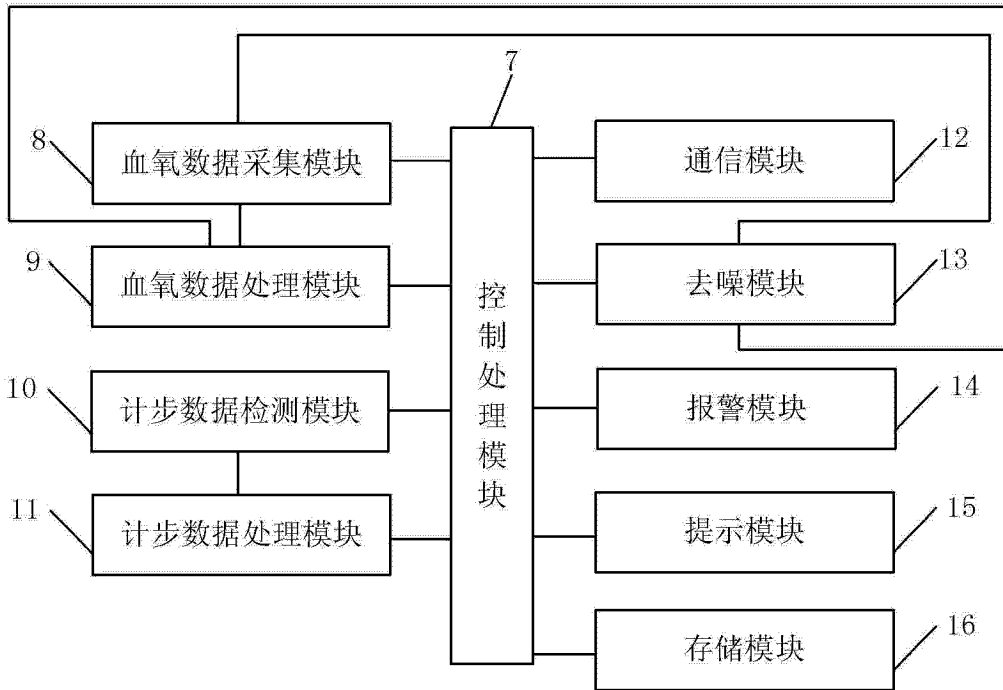 7
8
血氧数据采集模块
9
血氧数据处理模块
10
计步数据检测模块
11
计步数据处理模块
控制处理模块
通信模块
12
去噪模块
13
报警模块
14
提示模块
15
存储模块
16